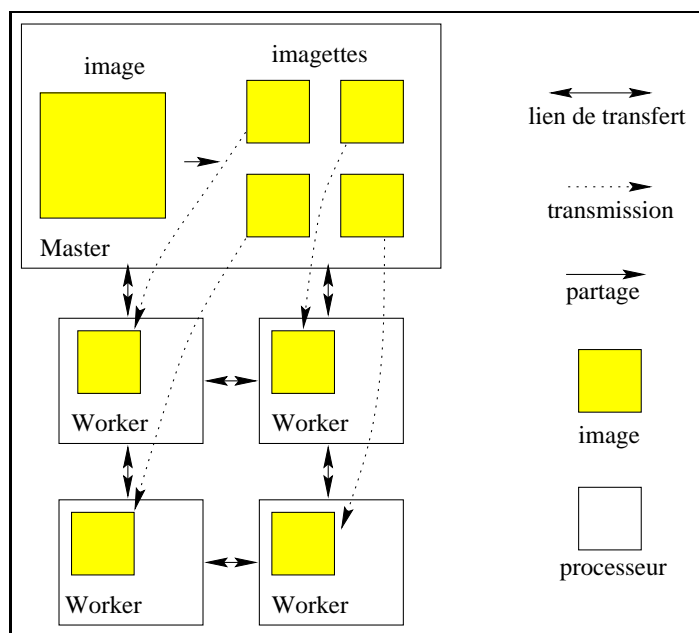 image
imagettes
Master
Worker
Worker
Worker
Worker
lien de transfert
transmission
partage
image
processeur